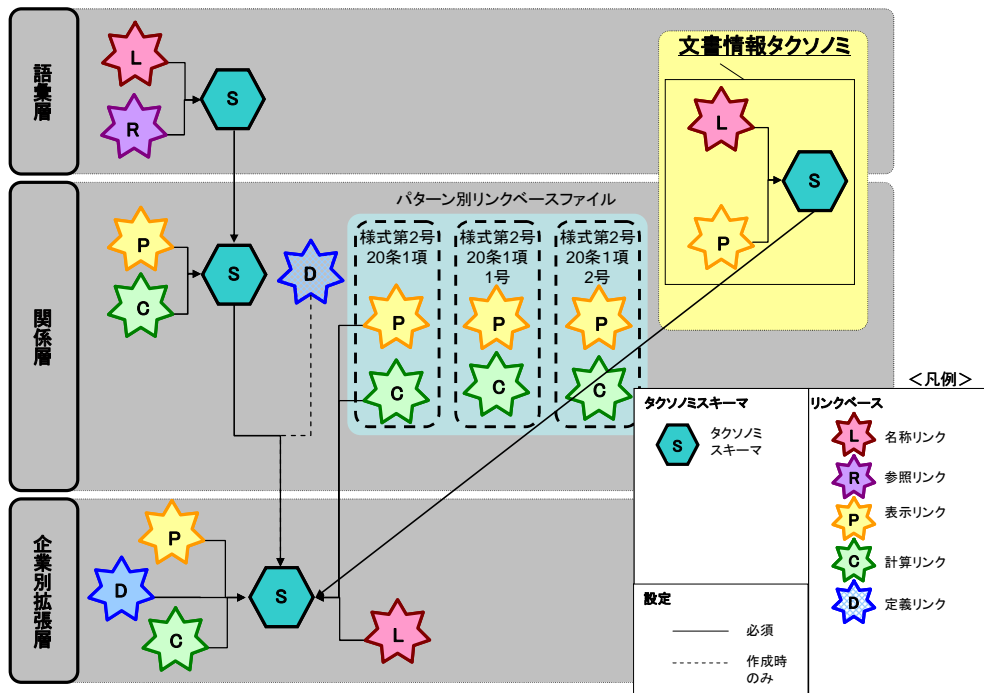 語彙層
L
R
S
文書情報タクソノミ
L
P
S
関係層
P
C
S
D
パターン別リンクベースファイル
様式第2号
20条1項
P
C
様式第2号
20条1項
1号
P
C
様式第2号
20条1項
2号
P
C
企業別拡張層
P
D
C
S
L
＜凡例＞
タクソノミスキーマ
S
タクソノミ
スキーマ
リンクベース
L 名称リンク
R 参照リンク
P 表示リンク
C 計算リンク
D 定義リンク
設定
必須
作成時
のみ